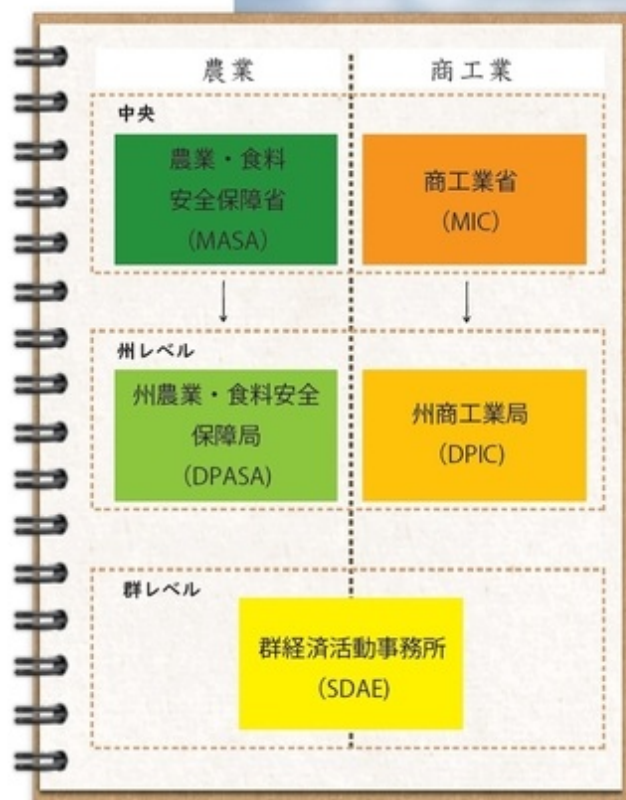 農業
商工業
中央
農業・食料
安全保障省
(MASA)
商工業省
(MIC)
州レベル
州農業・食料安全
保障局
(DPASA)
州商工業局
(DPIC)
群レベル
群経済活動事務所
(SDAE)